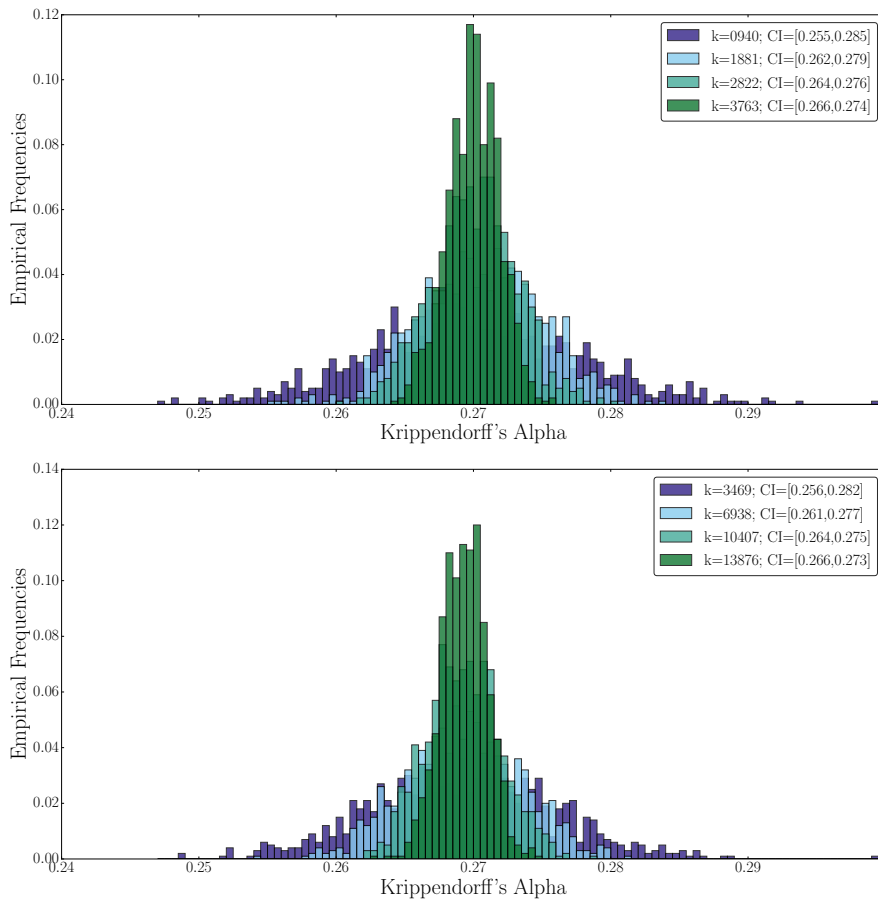 0.12
k=0940; CI=[0.255,0.285]
k=1881; CI=[0.262,0.279]
k=2822; CI=[0.264,0.276]
k=3763; CI=[0.266,0.274]
0.10
0.08
0.06
0.04
0.02
0.00
Empirical Frequencies
0.24 0.25 0.26 0.27 0.28 0.29
Krippendorff's Alpha
0.14
k=3469; CI=[0.256,0.282]
k=6938; CI=[0.261,0.277]
k=10407; CI=[0.264,0.275]
k=13876; CI=[0.266,0.273]
0.12
0.10
0.08
0.06
0.04
0.02
0.00
Empirical Frequencies
0.24 0.25 0.26 0.27 0.28 0.29
Krippendorff's Alpha